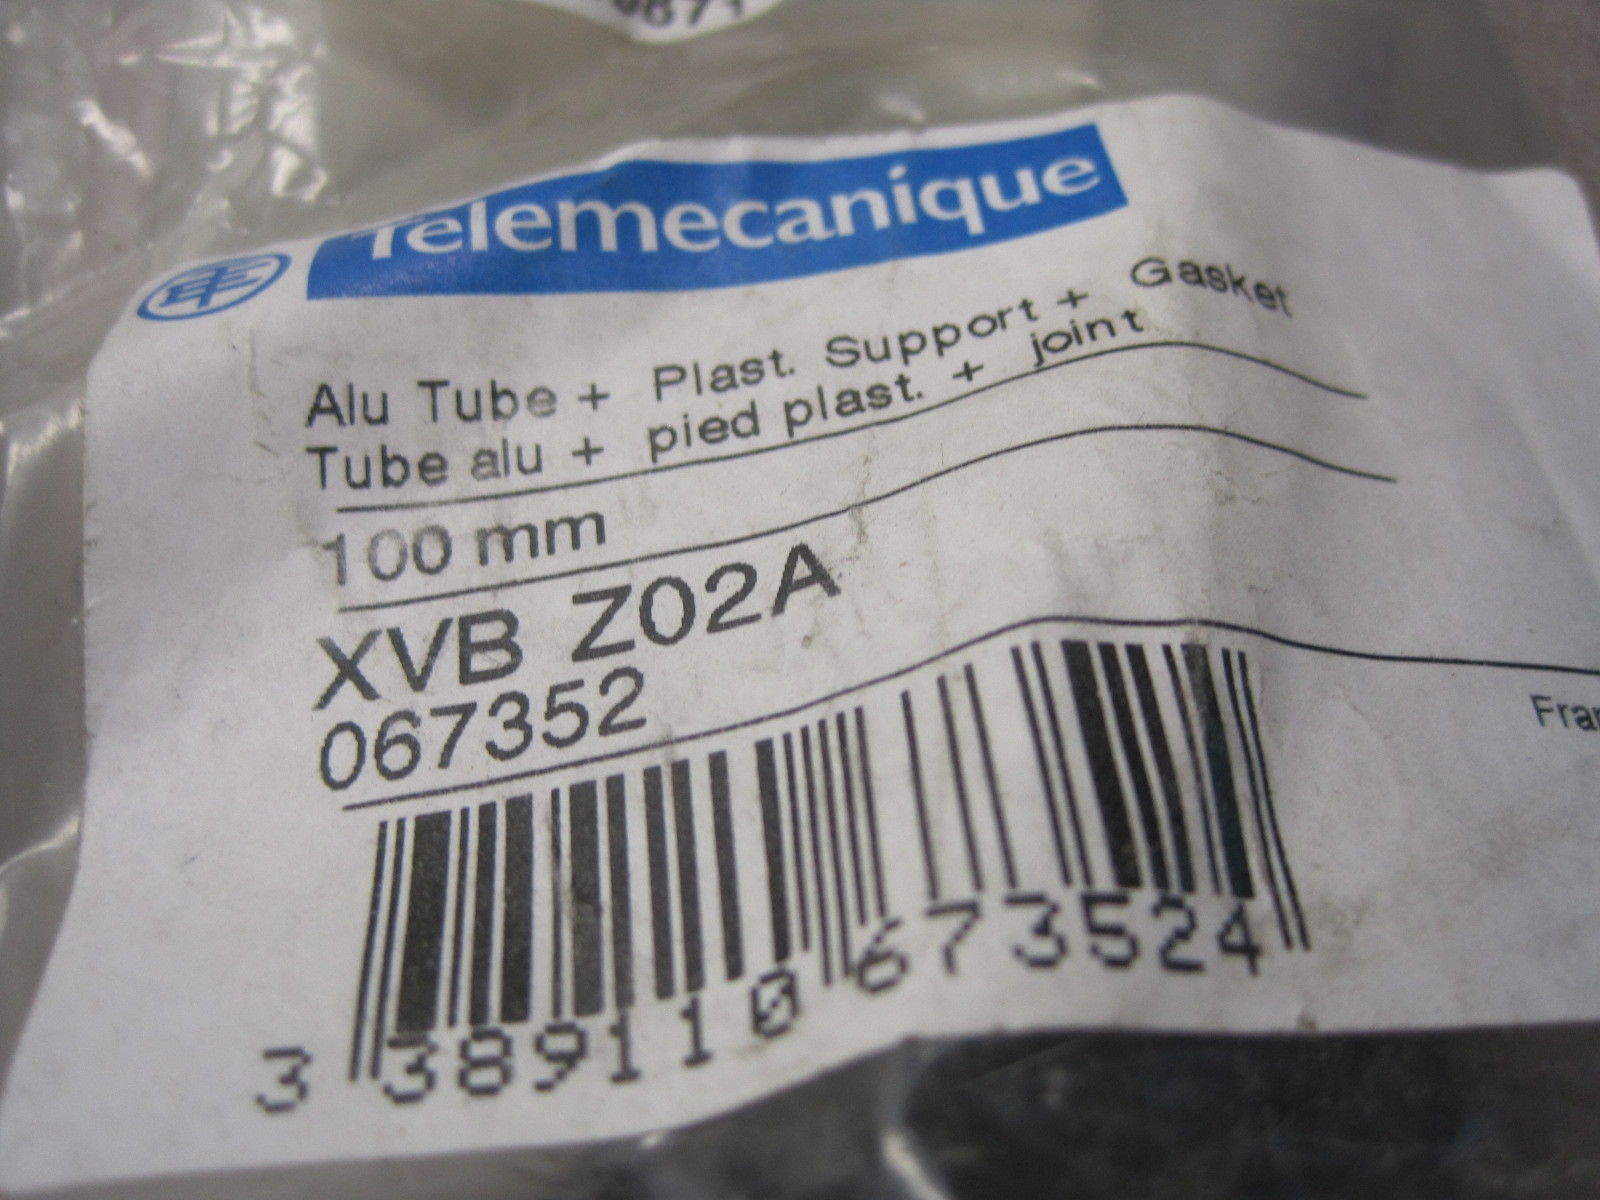 Telemecanique
Alu Tube + Plast. Support + Gasket
Tube alu + pied plast. + joint
100 mm
XVB Z02A
067352
3 389110 673524